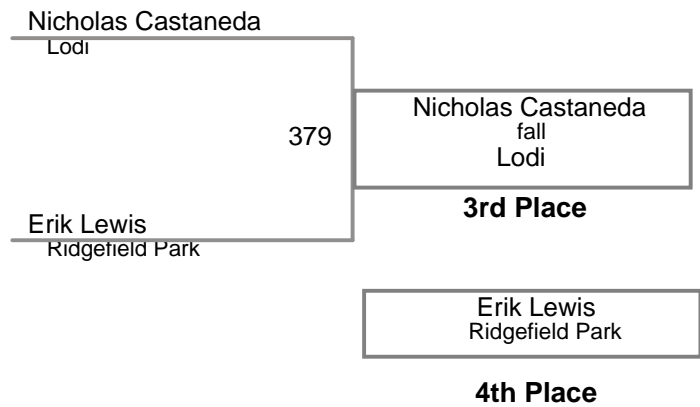 Nicholas Castaneda
Lodi
379
Nicholas Castaneda
fall
Lodi
3rd Place
Erik Lewis
Ridgefield Park
Erik Lewis
Ridgefield Park
4th Place